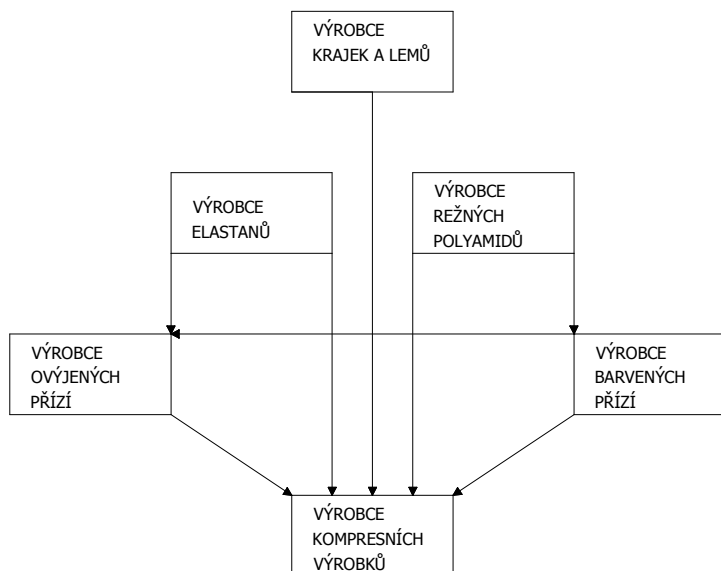 VÝROBCE
KRAJEK A LEMŮ
VÝROBCE
ELASTANŮ
VÝROBCE
REŽNÝCH
POLYAMIDŮ
VÝROBCE
OVÝJENÝCH
PŘÍZÍ
VÝROBCE
BARVENÝCH
PŘÍZÍ
VÝROBCE
KOMPRESNÍCH
VÝROBKŮ